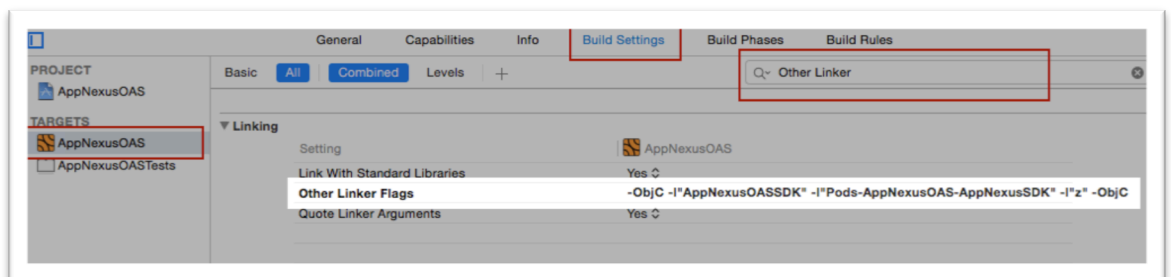 General Capabilities Info Build Settings Build Phases Build Rules
PROJECT
Basic All Combined Levels + Other Linker
AppNexusOAS
TARGETS
AppNexusOAS
AppNexusOASTests
Linking
Setting AppNexusOAS
Link With Standard Libraries Yes
Other Linker Flags -ObjC -l"AppNexusOASSDK" -l"Pods-AppNexusOAS-AppNexusSDK" -l"z" -ObjC
Quote Linker Arguments Yes